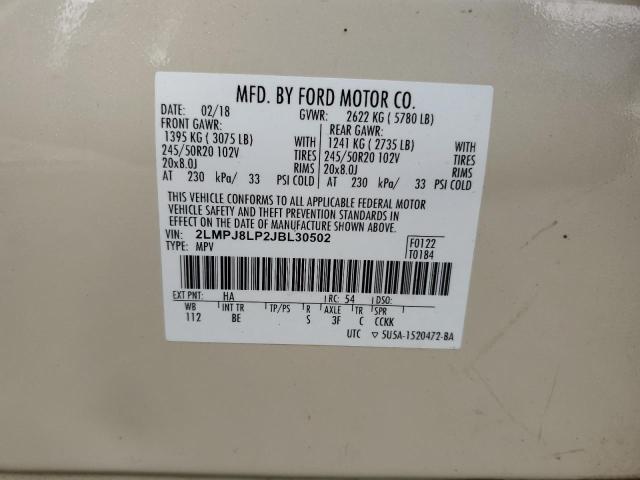 MFD. BY FORD MOTOR CO.
DATE: 02/18 GVWR: 2622 KG ( 5780 LB)
FRONT GAWR: REAR GAWR:
1395 KG ( 3075 LB) WITH 1241 KG ( 2735 LB) WITH
245/50R20 102V TIRES 245/50R20 102V TIRES
20x8.0J RIMS 20x8.0J RIMS
AT 230 kPa/ 33 PSI COLD AT 230 kPa/ 33 PSI COLD
THIS VEHICLE CONFORMS TO ALL APPLICABLE FEDERAL MOTOR
VEHICLE SAFETY AND THEFT PREVENTION STANDARDS IN
EFFECT ON THE DATE OF MANUFACTURE SHOWN ABOVE.
VIN: 2LMPJ8LP2JBL30502 F0122
TYPE: MPV T0184
EXT PNT: HA RC: 54 DSO:
WB INT TR TP/PS R AXLE TR SPR
112 BE S 3F C CCKK
UTC ▽ 5U5A-1520472-BA